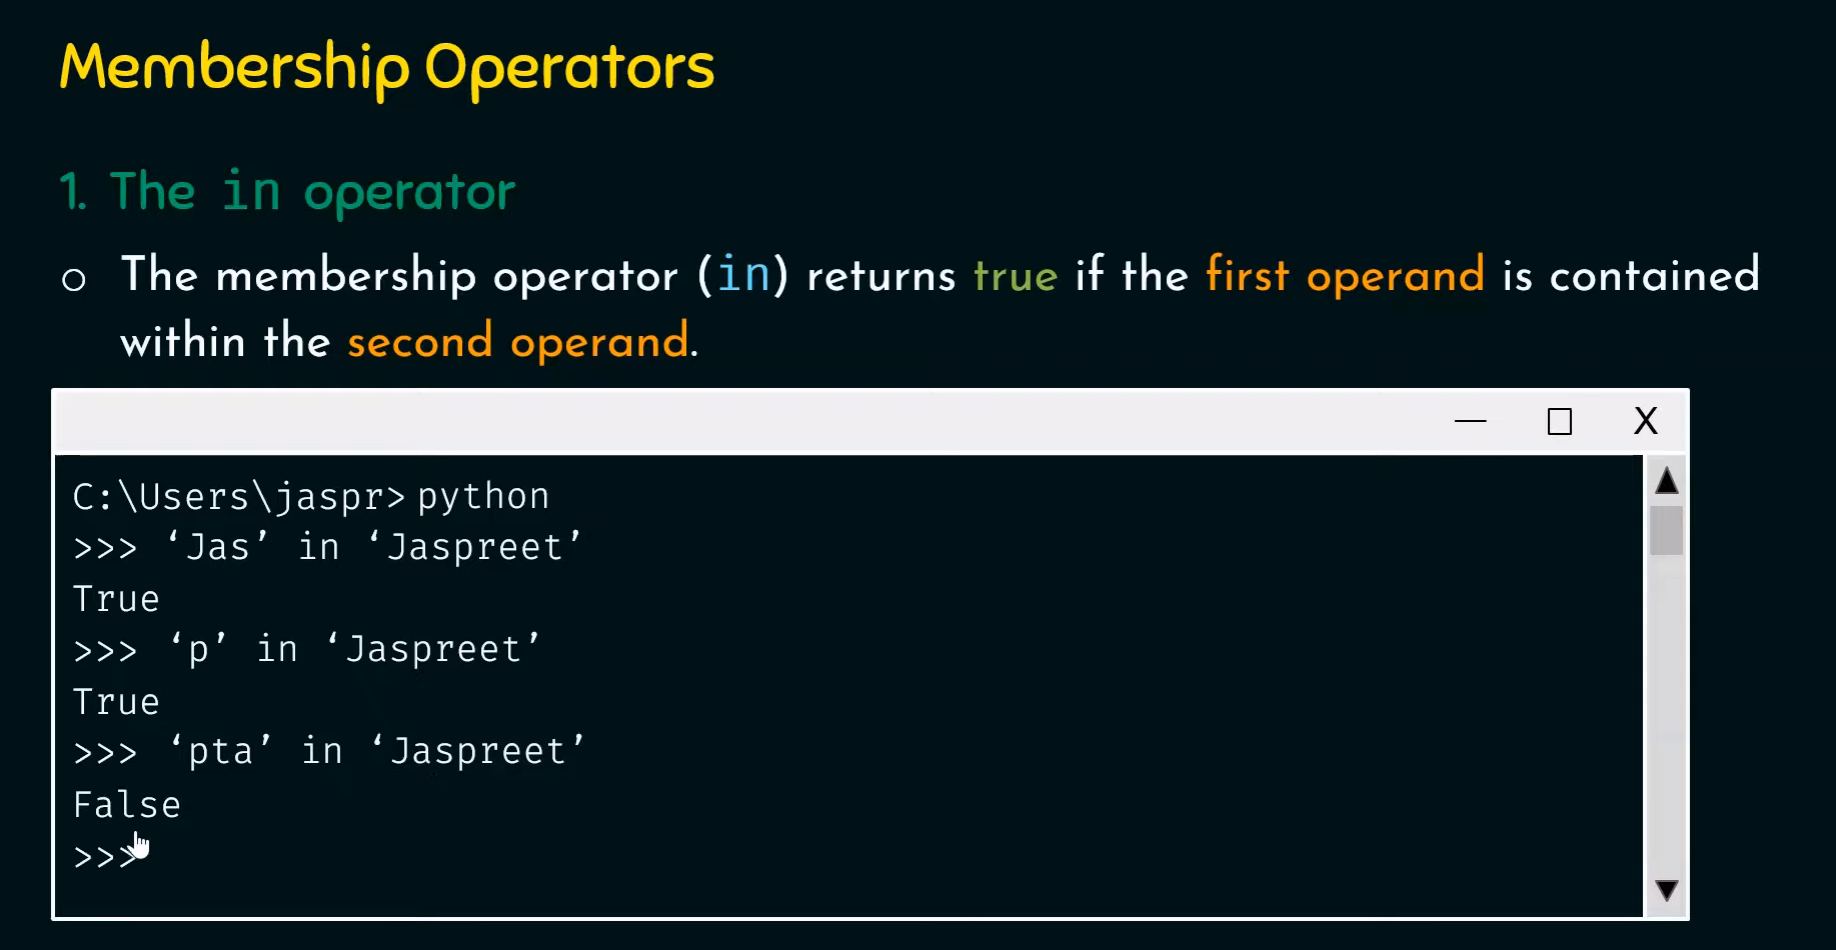 Membership Operators
1. The in operator
○ The membership operator (in) returns true if the first operand is contained
within the second operand.
— □ X
C:\Users\jaspr> python
>>> ‘Jas’ in ‘Jaspreet’
True
>>> ‘p’ in ‘Jaspreet’
True
>>> ‘pta’ in ‘Jaspreet’
False
>>>